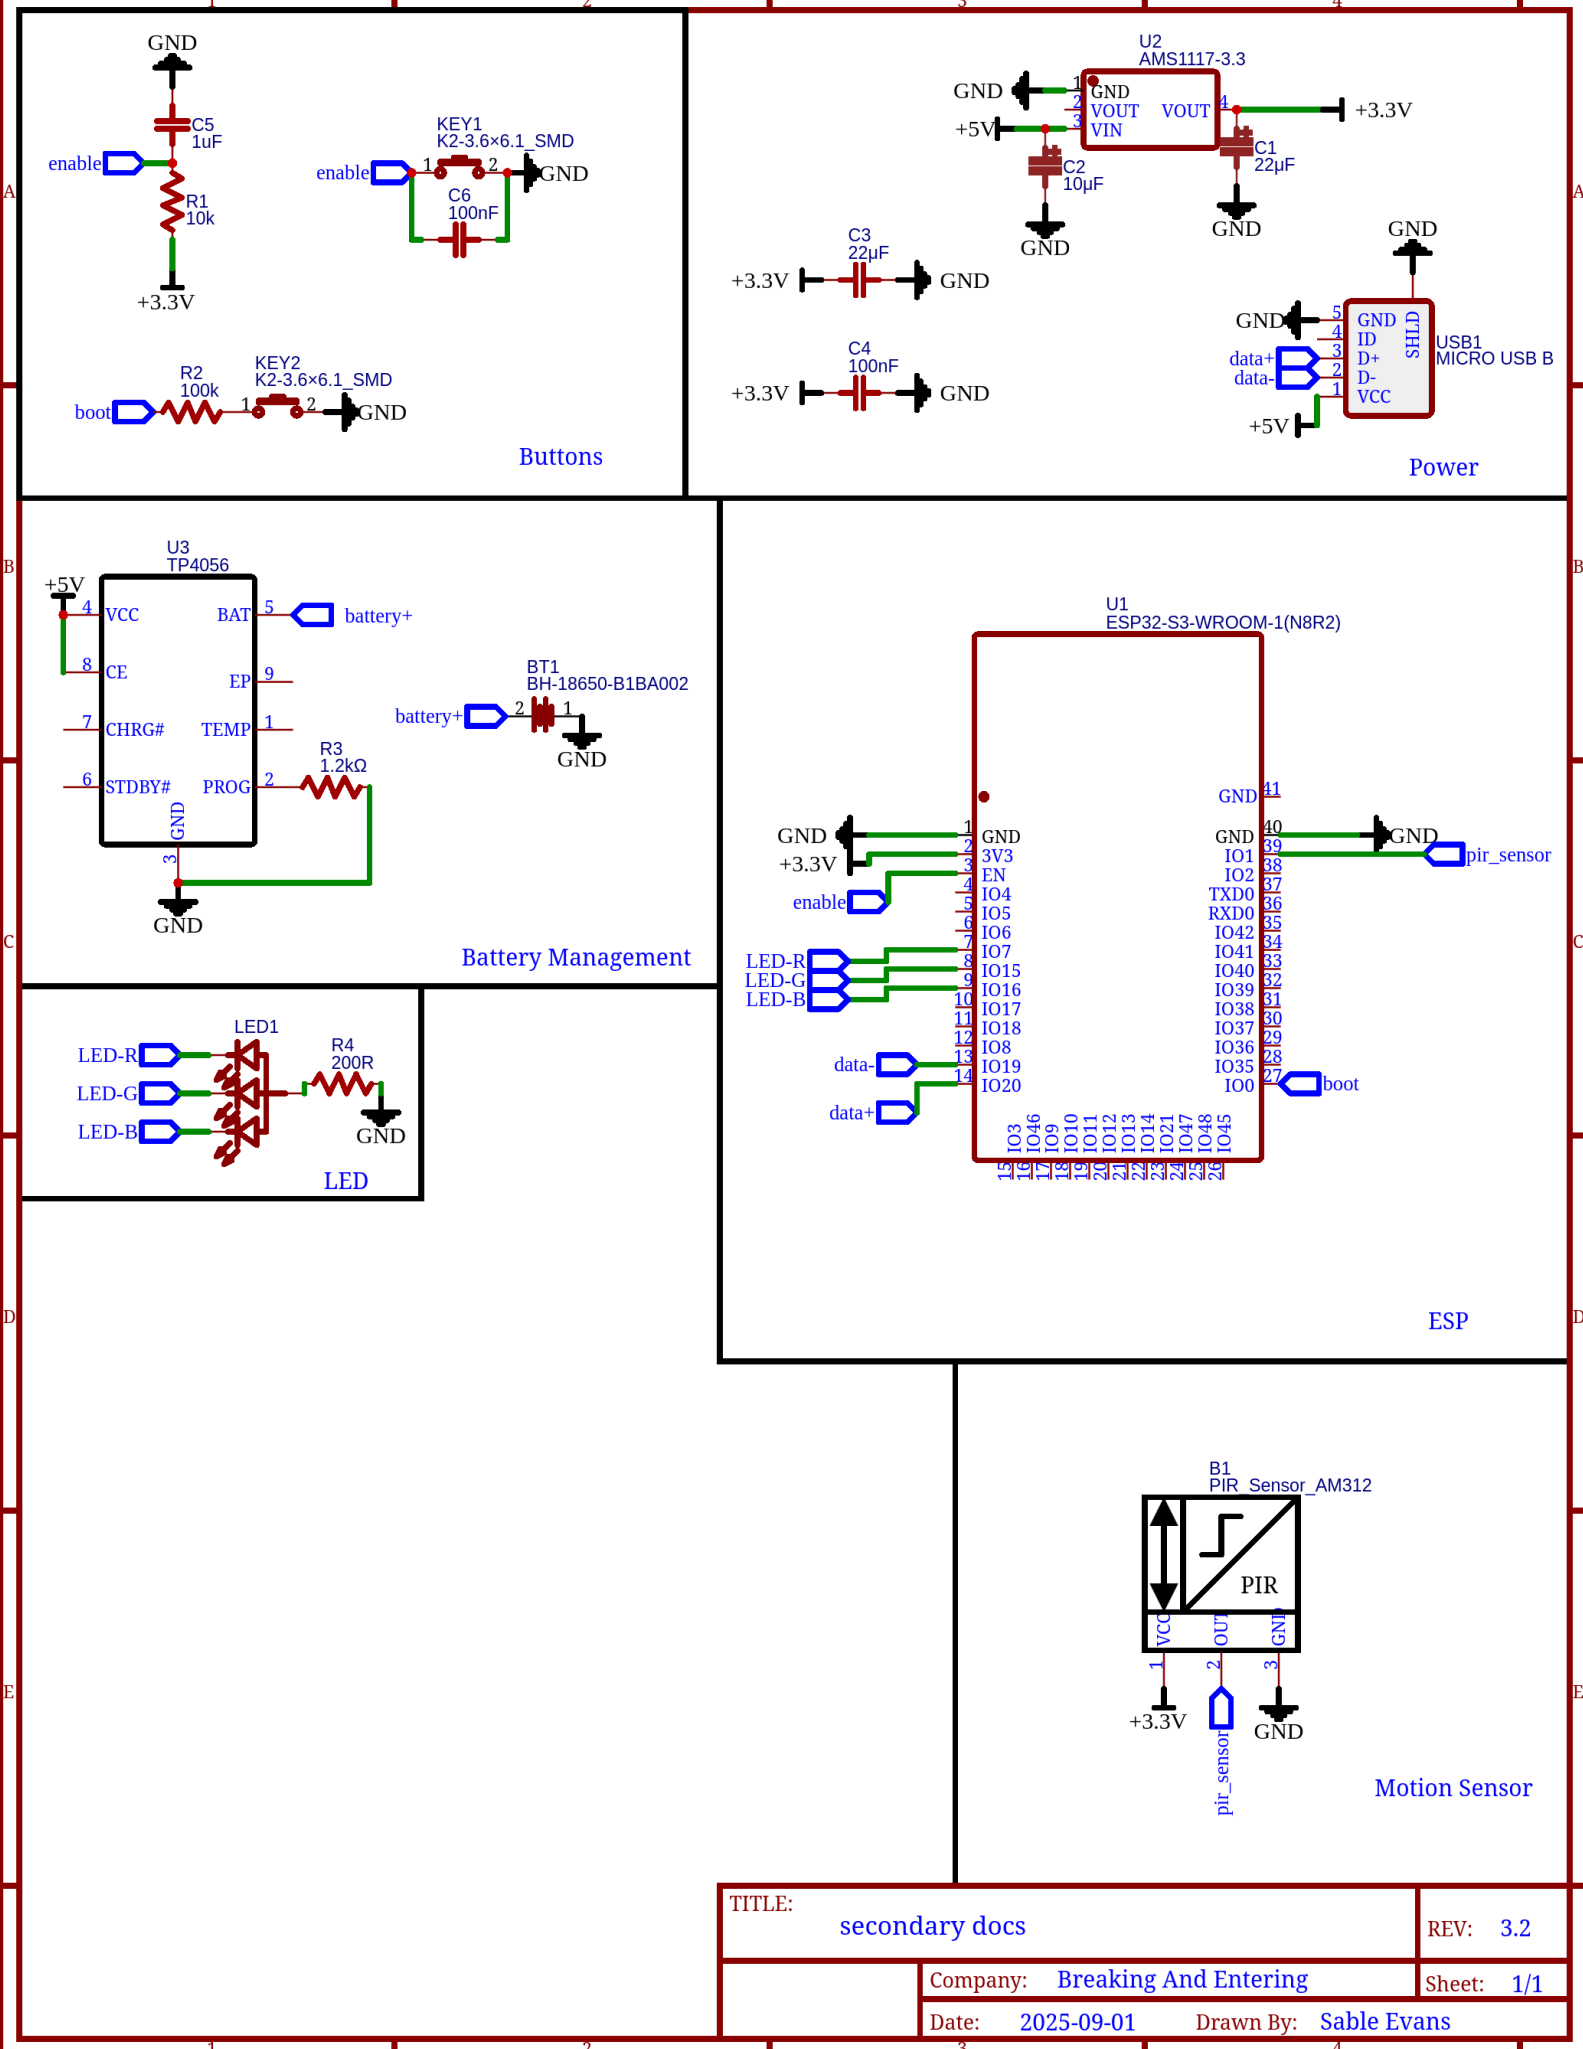 1
2
3
4
GND
C5
1uF
enable
R1
10k
+3.3V
KEY1
K2-3.6×6.1_SMD
enable
1
2
GND
C6
100nF
R2
100k
KEY2
K2-3.6×6.1_SMD
boot
1
2
GND
Buttons
U2
AMS1117-3.3
GND
1
GND
2
VOUT
VOUT
4
+3.3V
+5V
3
VIN
C2
10μF
GND
C1
22μF
GND
C3
22μF
+3.3V
GND
C4
100nF
+3.3V
GND
GND
GND
5
GND
SHLD
4
ID
data+
3
D+
data-
2
D-
1
VCC
+5V
USB1
MICRO USB B
Power
A
A
B
B
C
C
D
D
E
E
U3
TP4056
+5V
4
VCC
BAT
5
battery+
8
CE
EP
9
7
CHRG#
TEMP
1
6
STDBY#
PROG
2
GND
3
R3
1.2kΩ
GND
BT1
BH-18650-B1BA002
battery+
2
1
GND
Battery Management
LED1
LED-R
LED-G
LED-B
R4
200R
GND
LED
U1
ESP32-S3-WROOM-1(N8R2)
GND
41
GND
1
GND
GND
40
GND
+3.3V
2
3V3
IO1
39
pir_sensor
enable
3
EN
IO2
38
4
IO4
TXD0
37
5
IO5
RXD0
36
6
IO6
IO42
35
LED-R
7
IO7
IO41
34
LED-G
8
IO15
IO40
33
LED-B
9
IO16
IO39
32
10
IO17
IO38
31
11
IO18
IO37
30
12
IO8
IO36
29
data-
13
IO19
IO35
28
data+
14
IO20
IO0
27
boot
IO3
IO46
IO9
IO10
IO11
IO12
IO13
IO14
IO21
IO47
IO48
IO45
15
16
17
18
19
20
21
22
23
24
25
26
ESP
B1
PIR_Sensor_AM312
PIR
VCC
OUT
GND
1
2
3
+3.3V
pir_sensor
GND
Motion Sensor
TITLE:
secondary docs
REV: 3.2
Company: Breaking And Entering
Sheet: 1/1
Date: 2025-09-01
Drawn By: Sable Evans
1
2
3
4